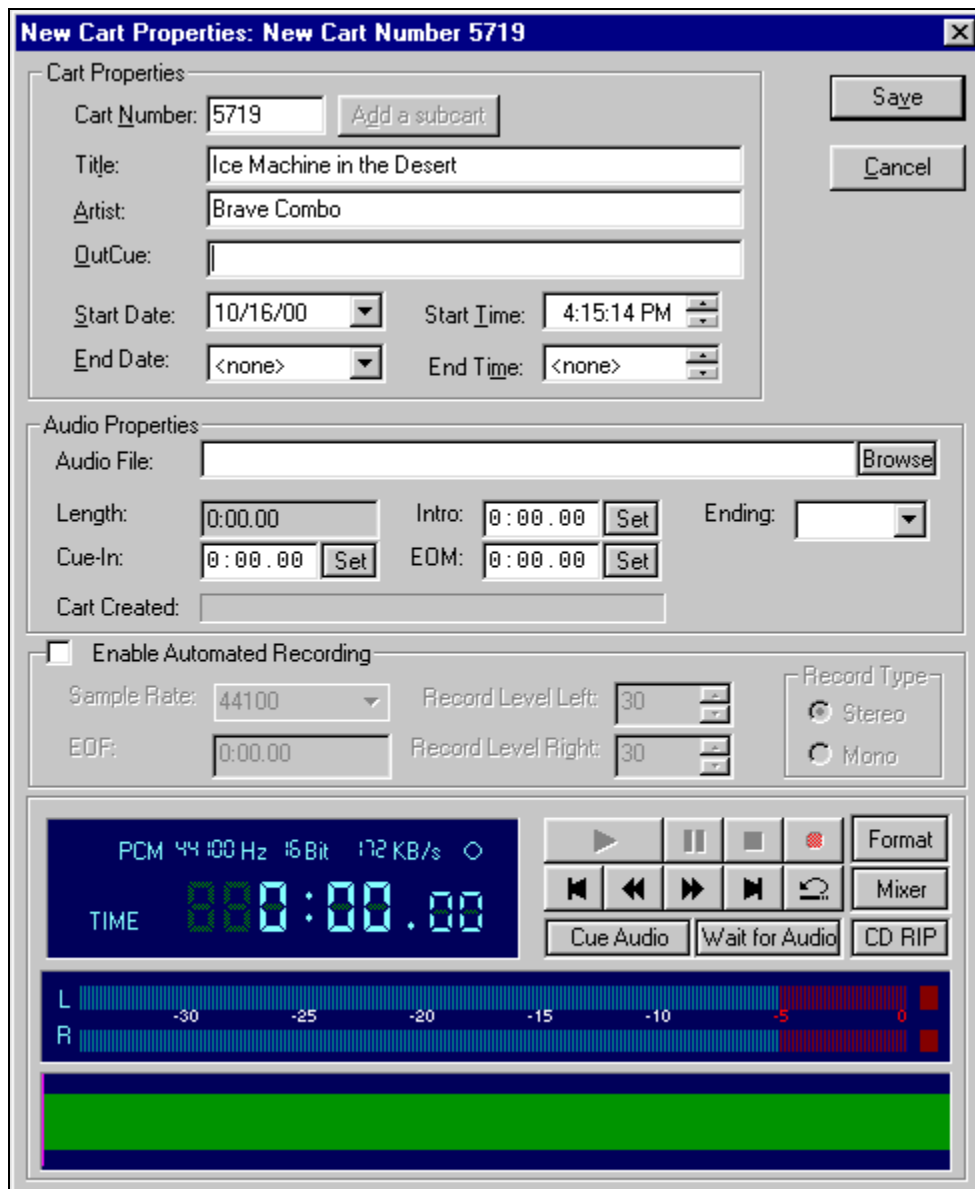 New Cart Properties: New Cart Number 5719
Cart Properties
Cart Number: 5719 Add a subcart
Save
Title: Ice Machine in the Desert
Cancel
Artist: Brave Combo
OutCue:
Start Date: 10/16/00 Start Time: 4:15:14 PM
End Date: <none> End Time: <none>
Audio Properties
Audio File: Browse
Length: 0:00.00 Intro: 0:00.00 Set Ending:
Cue-In: 0:00.00 Set EOM: 0:00.00 Set
Cart Created:
Enable Automated Recording
Sample Rate: 44100 Record Level Left: 30
EOF: 0:00.00 Record Level Right: 30
Record Type
Stereo
Mono
PCM 44100 Hz 16 Bit 172 KB/s
TIME 0:00.00
Format
Mixer
Cue Audio Wait for Audio CD RIP
L
-30 -25 -20 -15 -10 -5 0
R